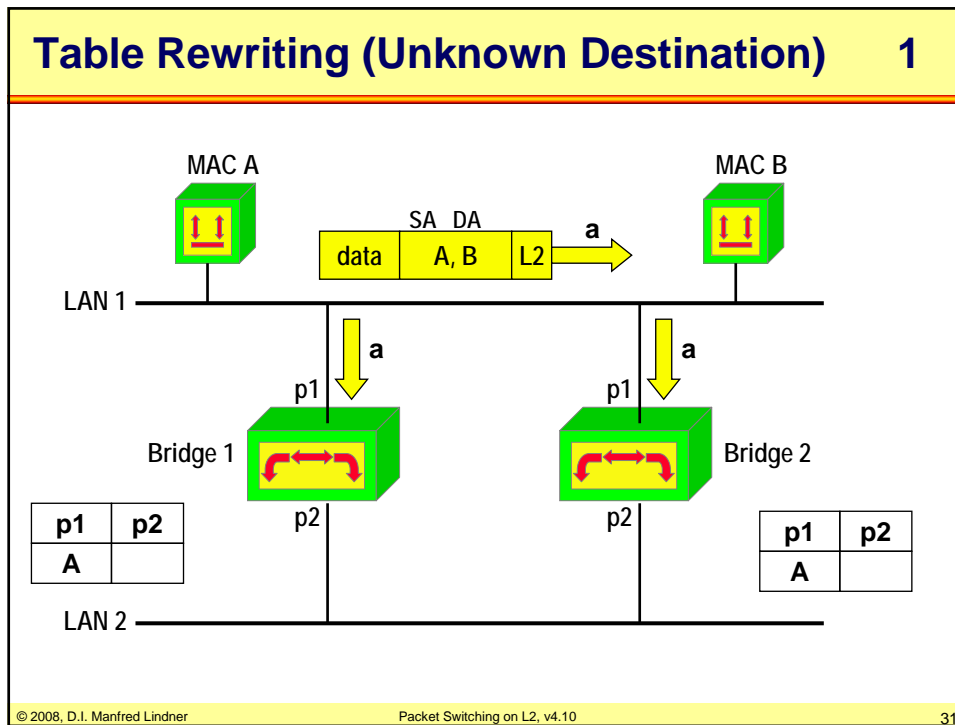 Table Rewriting (Unknown Destination) 1
MAC A
MAC B
SA DA
data A, B L2
a
LAN 1
a
a
p1
p1
Bridge 1
Bridge 2
p2
p2
p1 p2
A
p1 p2
A
LAN 2
© 2008, D.I. Manfred Lindner Packet Switching on L2, v4.10 31